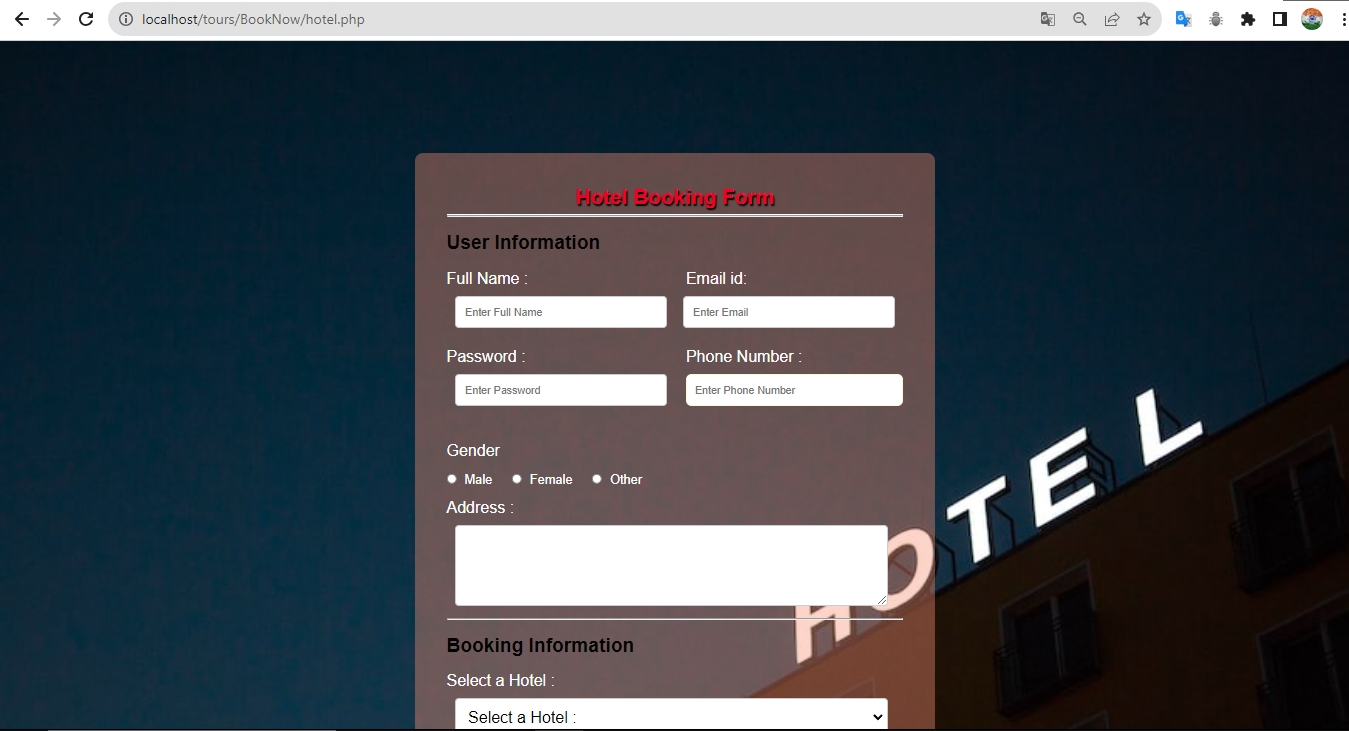 localhost/tours/BookNow/hotel.php
Hotel Booking Form
User Information
Full Name : Email id:
Enter Full Name Enter Email
Password : Phone Number :
Enter Password Enter Phone Number
Gender
Male Female Other
Address :
HOTEL
Booking Information
Select a Hotel :
Select a Hotel :